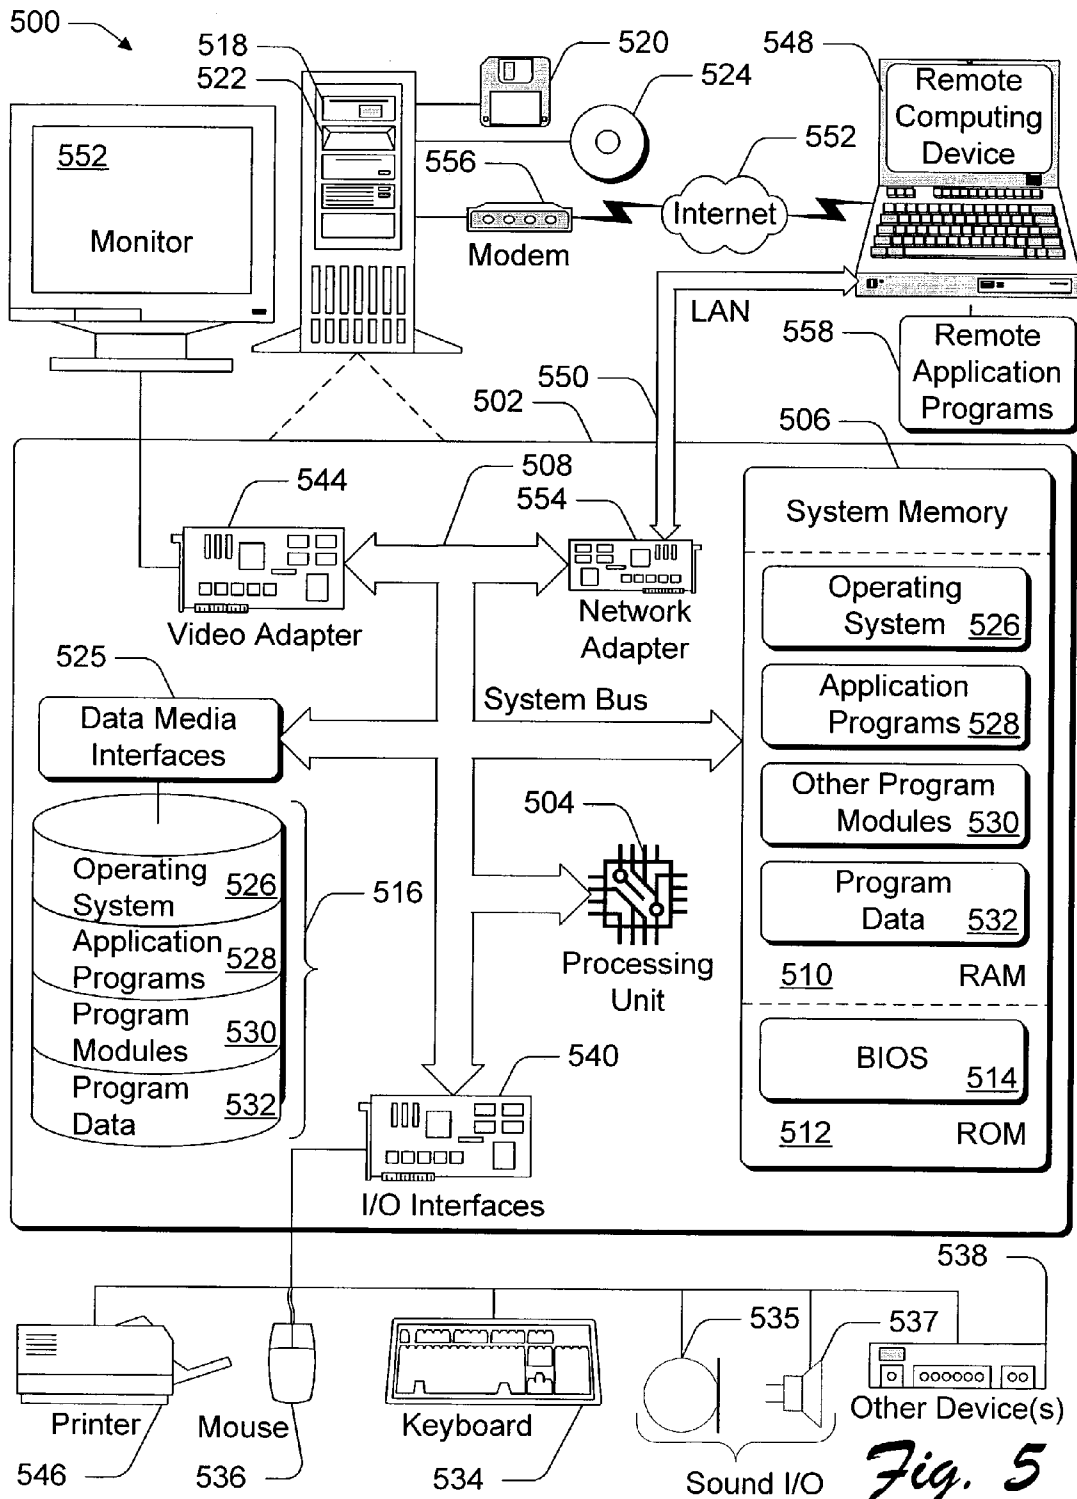 500
518
522
520
524
548
Remote
Computing
Device
552
Monitor
556
Modem
552
Internet
LAN
558
Remote
Application
Programs
550
502
506
544
508
554
System Memory
Video Adapter
Network
Adapter
Operating
System 526
525
Data Media
Interfaces
System Bus
Application
Programs 528
Other Program
Modules 530
504
Processing
Unit
Program
Data 532
510 RAM
Operating
System 526
Application
Programs 528
Program
Modules 530
Program
Data 532
516
540
I/O Interfaces
BIOS 514
512 ROM
538
535
537
Printer
546
Mouse
536
Keyboard
534
Sound I/O
Other Device(s)
Fig. 5